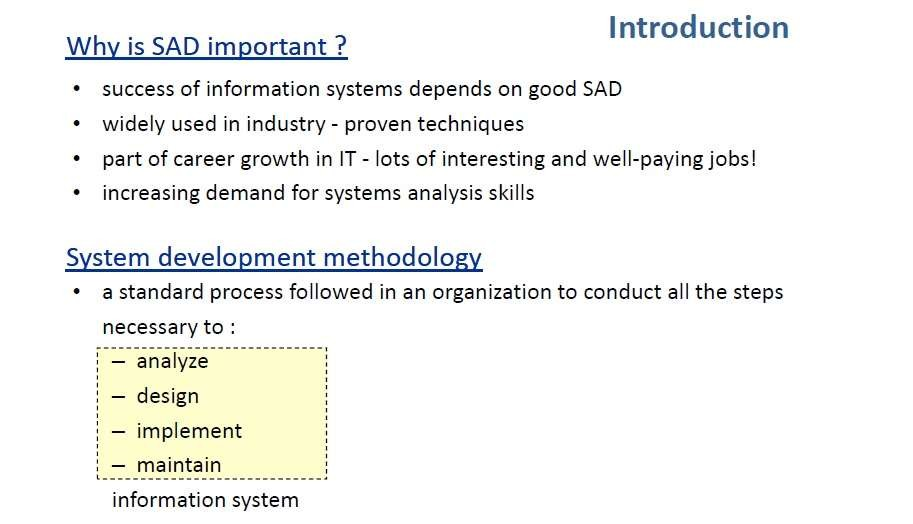 Introduction
Why is SAD important ?
• success of information systems depends on good SAD
• widely used in industry - proven techniques
• part of career growth in IT - lots of interesting and well-paying jobs!
• increasing demand for systems analysis skills
System development methodology
• a standard process followed in an organization to conduct all the steps
necessary to :
– analyze
– design
– implement
– maintain
information system